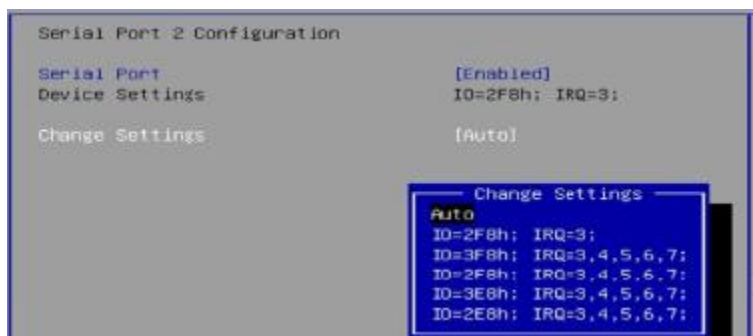 Serial Port 2 Configuration
Serial Port [Enabled]
Device Settings IO=2F8h; IRQ=3;
Change Settings [Auto]
Change Settings
Auto
IO=2F8h; IRQ=3;
IO=3F8h; IRQ=3,4,5,6,7;
IO=2F8h; IRQ=3,4,5,6,7;
IO=3E8h; IRQ=3,4,5,6,7;
IO=2E8h; IRQ=3,4,5,6,7;